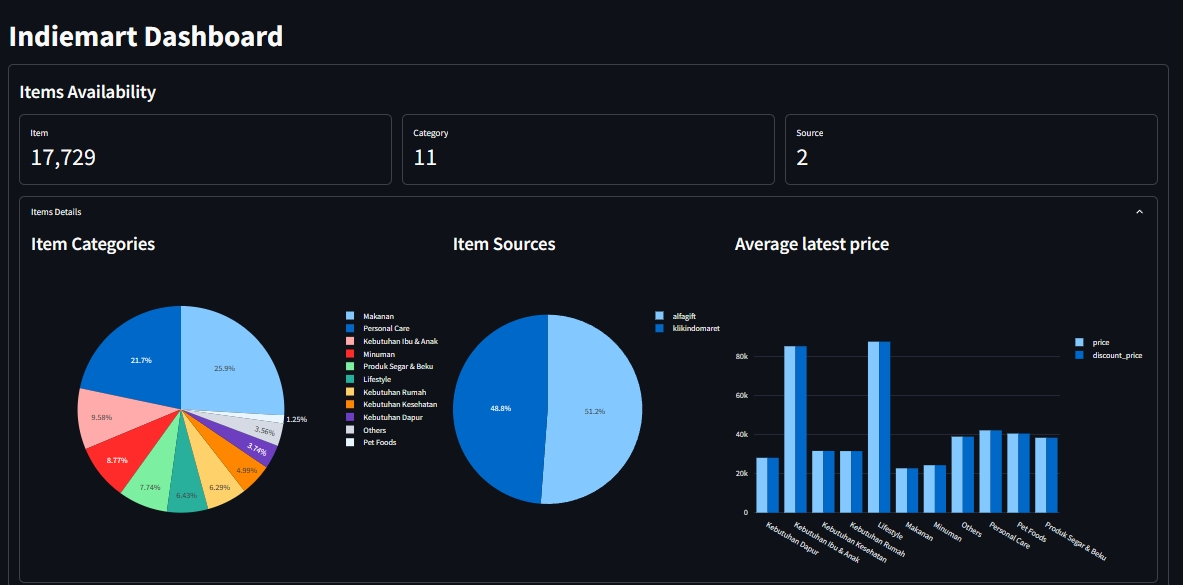 Indiemart Dashboard
Items Availability
Item
17,729
Category
11
Source
2
Items Details
Item Categories
25.9%
21.7%
9.58%
8.77%
7.74%
6.43%
6.29%
4.99%
3.74%
3.56%
1.25%
Makanan
Personal Care
Kebutuhan Ibu & Anak
Minuman
Produk Segar & Beku
Lifestyle
Kebutuhan Rumah
Kebutuhan Kesehatan
Kebutuhan Dapur
Others
Pet Foods
Item Sources
48.8%
51.2%
alfagift
klikindomaret
Average latest price
80k
60k
40k
20k
0
Kebutuhan Dapur
Kebutuhan Ibu & Anak
Kebutuhan Kesehatan
Kebutuhan Rumah
Lifestyle
Makanan
Minuman
Others
Personal Care
Pet Foods
Produk Segar & Beku
price
discount_price